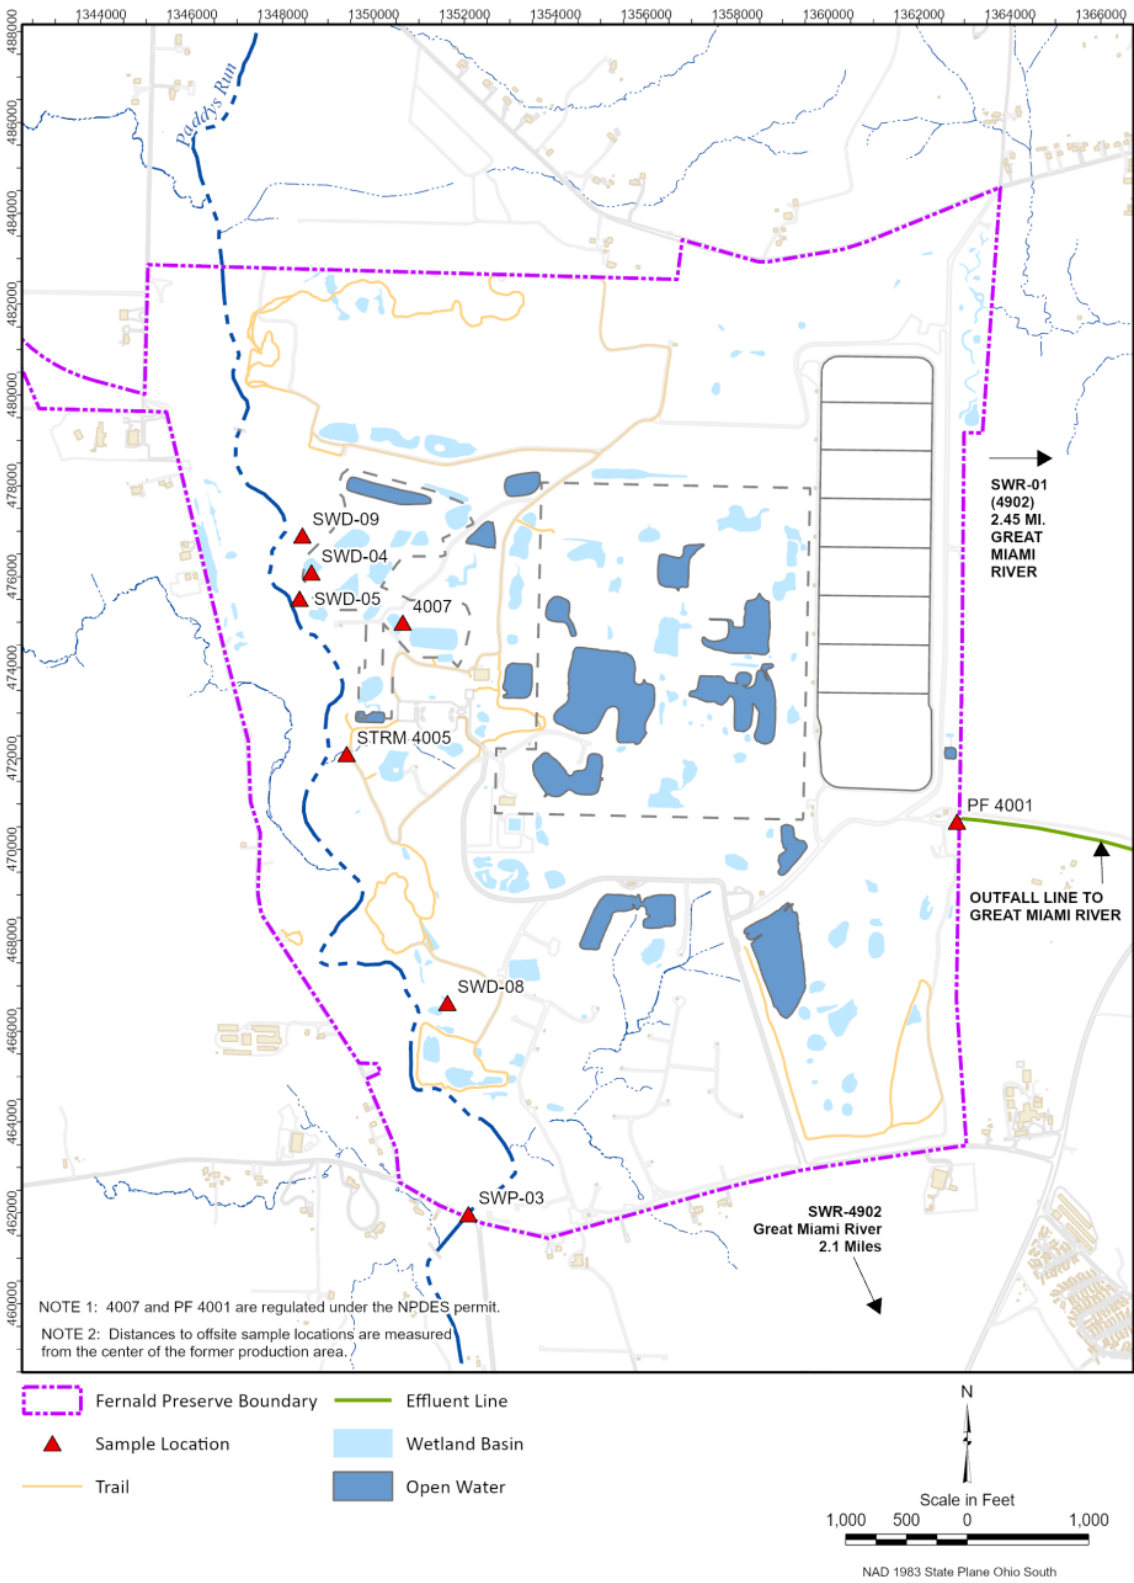 1344000 1346000 1348000 1350000 1352000 1354000 1356000 1358000 1360000 1362000 1364000 1366000
488000
486000
484000
482000
480000
478000
476000
474000
472000
470000
468000
466000
464000
462000
460000
Paddys Run
SWR-01
(4902)
2.45 MI.
GREAT
MIAMI
RIVER
SWD-09
SWD-04
SWD-05
4007
STRM 4005
PF 4001
OUTFALL LINE TO
GREAT MIAMI RIVER
SWD-08
SWP-03
SWR-4902
Great Miami River
2.1 Miles
NOTE 1: 4007 and PF 4001 are regulated under the NPDES permit.
NOTE 2: Distances to offsite sample locations are measured
from the center of the former production area.
Fernald Preserve Boundary
Effluent Line
Sample Location
Wetland Basin
Trail
Open Water
N
Scale in Feet
1,000 500 0 1,000
NAD 1983 State Plane Ohio South